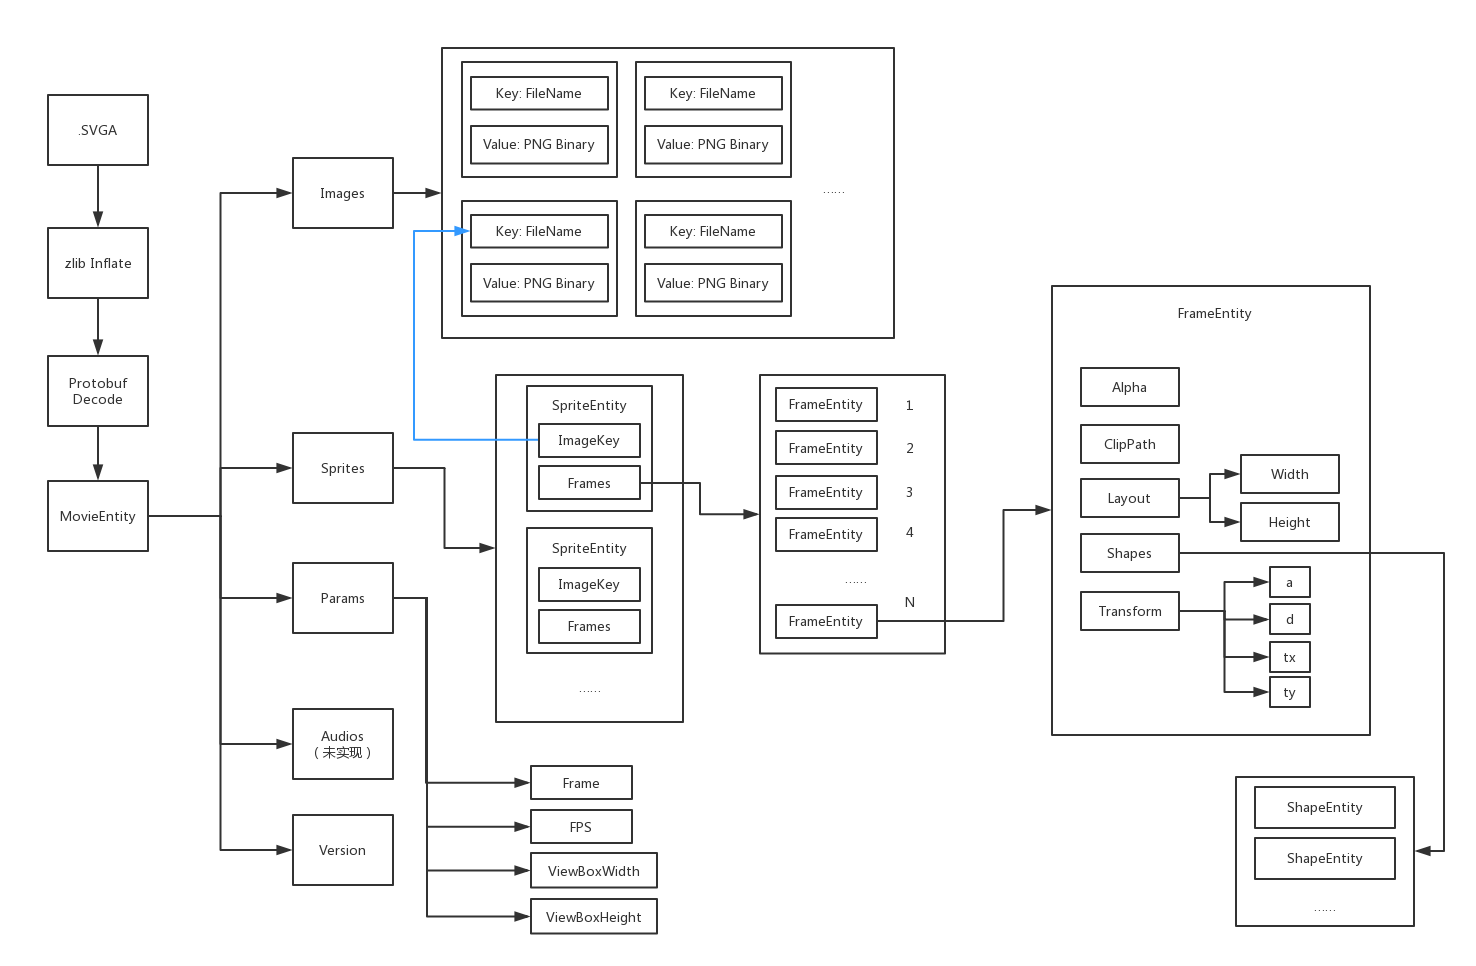 .SVGA
zlib Inflate
Protobuf
Decode
MovieEntity
Images
Sprites
Params
Audios
（未实现）
Version
Key: FileName
Value: PNG Binary
Key: FileName
Value: PNG Binary
……
Key: FileName
Value: PNG Binary
Key: FileName
Value: PNG Binary
SpriteEntity
ImageKey
Frames
SpriteEntity
ImageKey
Frames
……
Frame
FPS
ViewBoxWidth
ViewBoxHeight
FrameEntity 1
FrameEntity 2
FrameEntity 3
FrameEntity 4
……
N
FrameEntity
FrameEntity
Alpha
ClipPath
Layout
Width
Height
Shapes
Transform
a
d
tx
ty
ShapeEntity
ShapeEntity
……